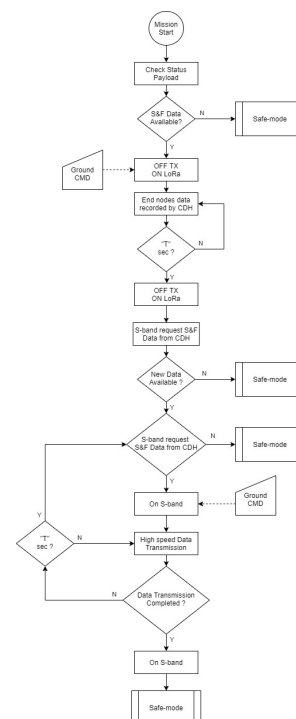 Mission
Start
Check Status
Payload
S&F Data
Available?
N
Safe-mode
Y
Ground
CMD
OFF TX
ON LoRa
End nodes data
recorded by CDH
"T"
sec ?
N
Y
OFF TX
ON LoRa
S-band request S&F
Data from CDH
New Data
Available ?
N
Safe-mode
Y
S-band request
S&F Data from CDH
N
Safe-mode
Y
On S-band
Ground
CMD
Y
"T"
sec ?
N
High speed Data
Transmission
N
Data Transmission
Completed ?
Y
On S-band
Safe-mode